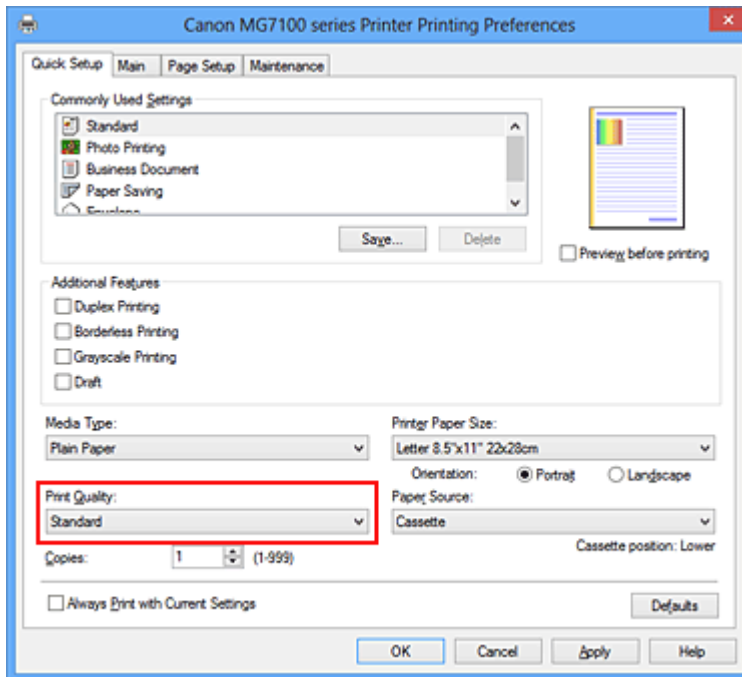 Canon MG7100 series Printer Printing Preferences
Quick Setup Main Page Setup Maintenance
Commonly Used Settings
Standard
Photo Printing
Business Document
Paper Saving
Envelope
Save... Delete
Preview before printing
Additional Features
Duplex Printing
Borderless Printing
Grayscale Printing
Draft
Media Type: Printer Paper Size:
Plain Paper Letter 8.5"x11" 22x28cm
Orientation: Portrait Landscape
Print Quality: Paper Source:
Standard Cassette
Cassette position: Lower
Copies: 1 (1-999)
Always Print with Current Settings Defaults
OK Cancel Apply Help